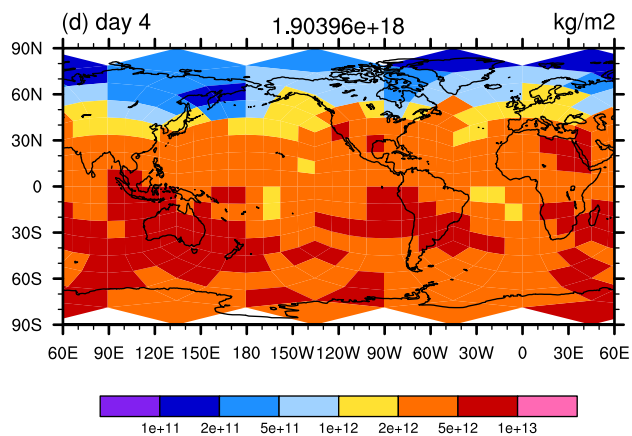 (d) day 4 1.90396e+18 kg/m2
90N
60N
30N
0
30S
60S
90S
60E 90E 120E 150E 180 150W 120W 90W 60W 30W 0 30E 60E
1e+11 2e+11 5e+11 1e+12 2e+12 5e+12 1e+13